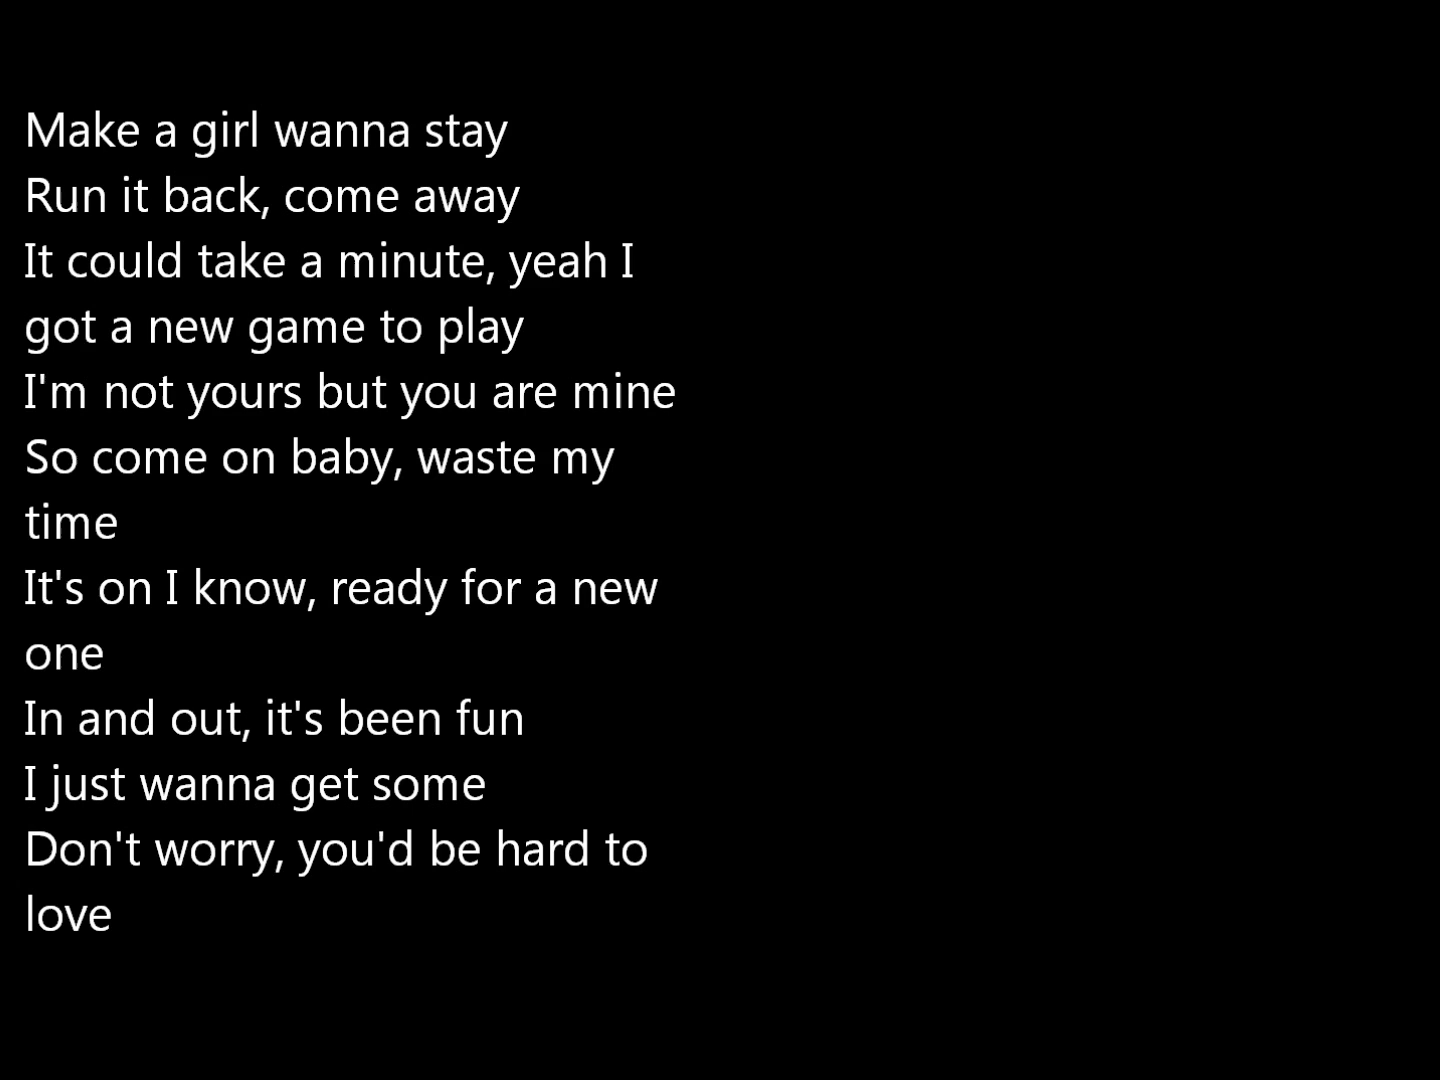 Make a girl wanna stay
Run it back, come away
It could take a minute, yeah I
got a new game to play
I'm not yours but you are mine
So come on baby, waste my
time
It's on I know, ready for a new
one
In and out, it's been fun
I just wanna get some
Don't worry, you'd be hard to
love